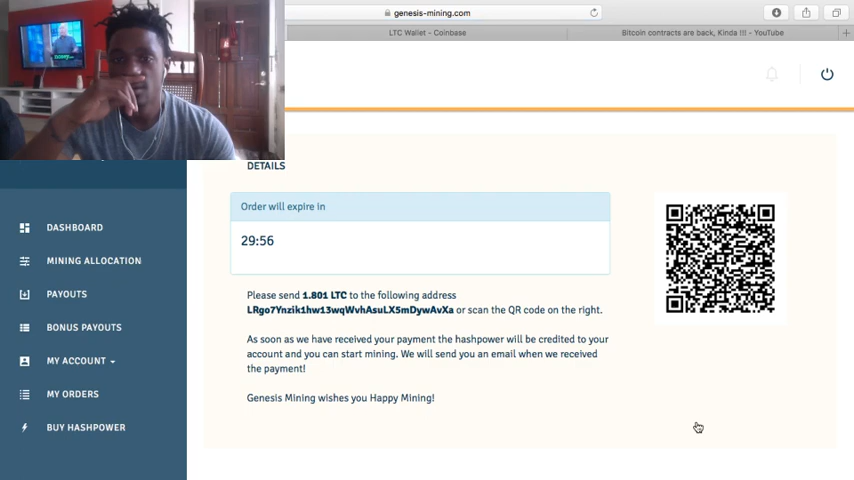 genesis-mining.com
LTC Wallet - Coinbase
Bitcoin contracts are back, Kinda !!! - YouTube
DETAILS
Order will expire in
29:56
Please send 1.801 LTC to the following address
LRgo7Ynzik1hw13wqWvhAsuLX5mDywAvXa or scan the QR code on the right.
As soon as we have received your payment the hashpower will be credited to your
account and you can start mining. We will send you an email when we received
the payment!
Genesis Mining wishes you Happy Mining!
DASHBOARD
MINING ALLOCATION
PAYOUTS
BONUS PAYOUTS
MY ACCOUNT
MY ORDERS
BUY HASHPOWER